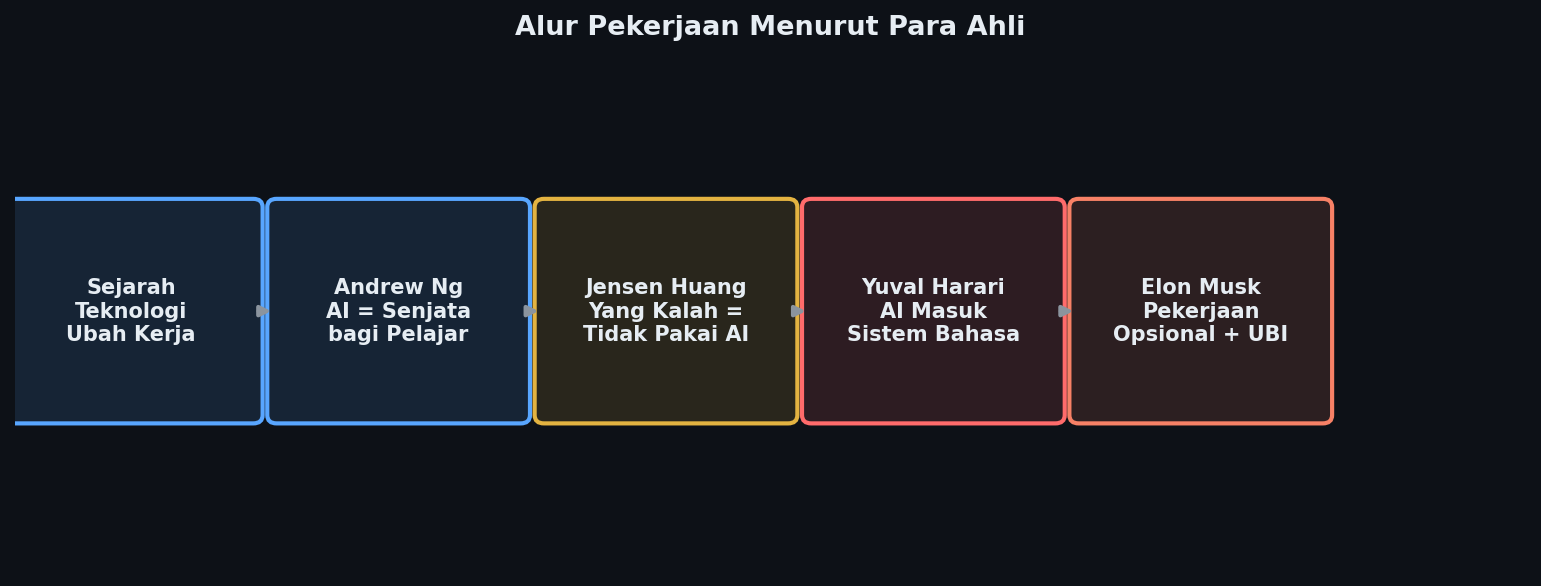 Alur Pekerjaan Menurut Para Ahli
Sejarah
Teknologi
Ubah Kerja
Andrew Ng
AI = Senjata
bagi Pelajar
Jensen Huang
Yang Kalah =
Tidak Pakai AI
Yuval Harari
AI Masuk
Sistem Bahasa
Elon Musk
Pekerjaan
Opsional + UBI